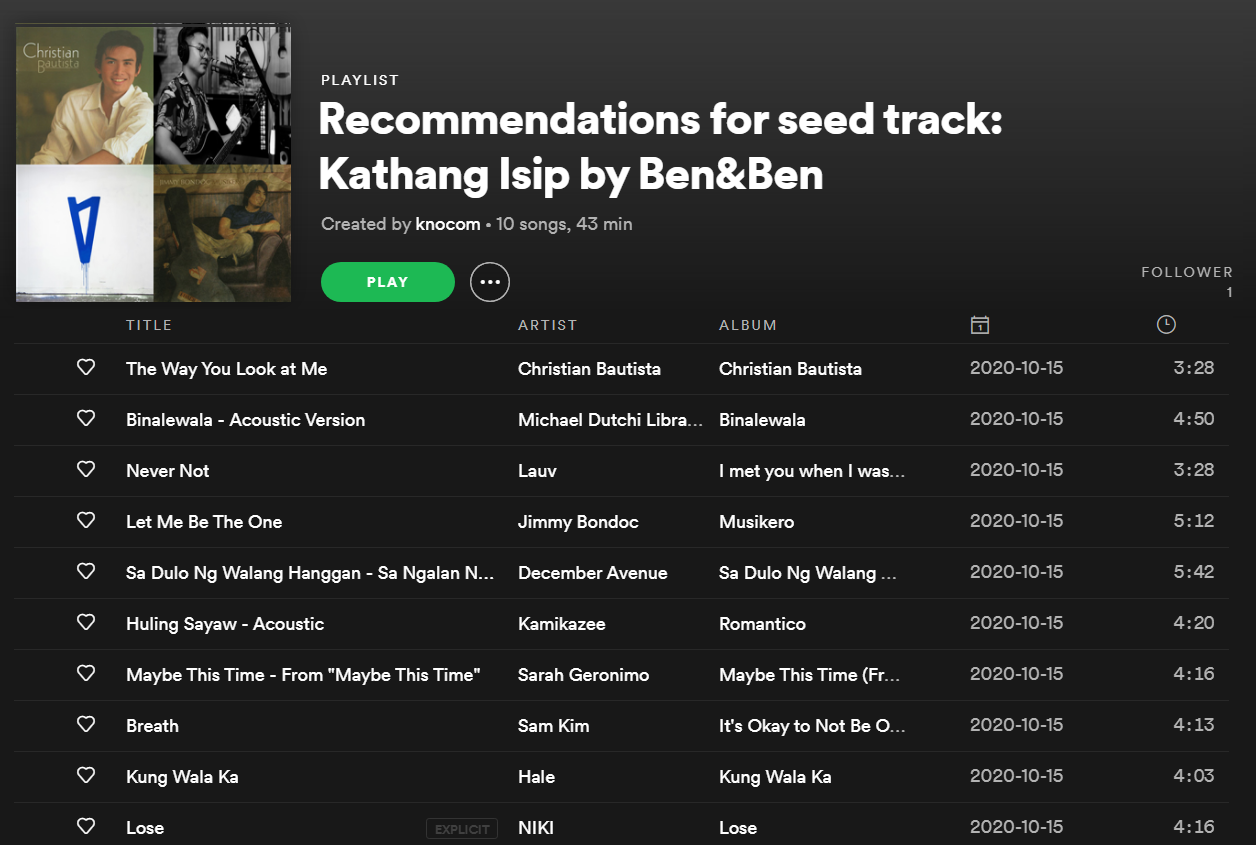 Christian
Bautista
JIMMY BONDOC
PLAYLIST
Recommendations for seed track:
Kathang Isip by Ben&Ben
Created by knocom • 10 songs, 43 min
PLAY
FOLLOWER
1
TITLE ARTIST ALBUM
The Way You Look at Me Christian Bautista Christian Bautista 2020-10-15 3:28
Binalewala - Acoustic Version Michael Dutchi Libra... Binalewala 2020-10-15 4:50
Never Not Lauv I met you when I was... 2020-10-15 3:28
Let Me Be The One Jimmy Bondoc Musikero 2020-10-15 5:12
Sa Dulo Ng Walang Hanggan - Sa Ngalan N... December Avenue Sa Dulo Ng Walang ... 2020-10-15 5:42
Huling Sayaw - Acoustic Kamikazee Romantico 2020-10-15 4:20
Maybe This Time - From "Maybe This Time" Sarah Geronimo Maybe This Time (Fr... 2020-10-15 4:16
Breath Sam Kim It's Okay to Not Be O... 2020-10-15 4:13
Kung Wala Ka Hale Kung Wala Ka 2020-10-15 4:03
Lose EXPLICIT NIKI Lose 2020-10-15 4:16